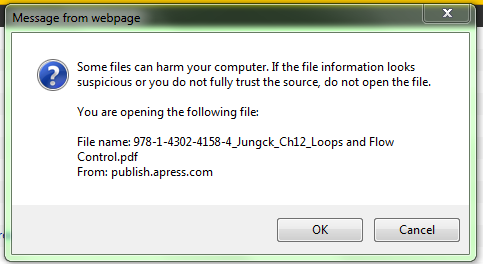 Message from webpage
Some files can harm your computer. If the file information looks
suspicious or you do not fully trust the source, do not open the file.
You are opening the following file:
File name: 978-1-4302-4158-4_Jungck_Ch12_Loops and Flow
Control.pdf
From: publish.apress.com
OK
Cancel